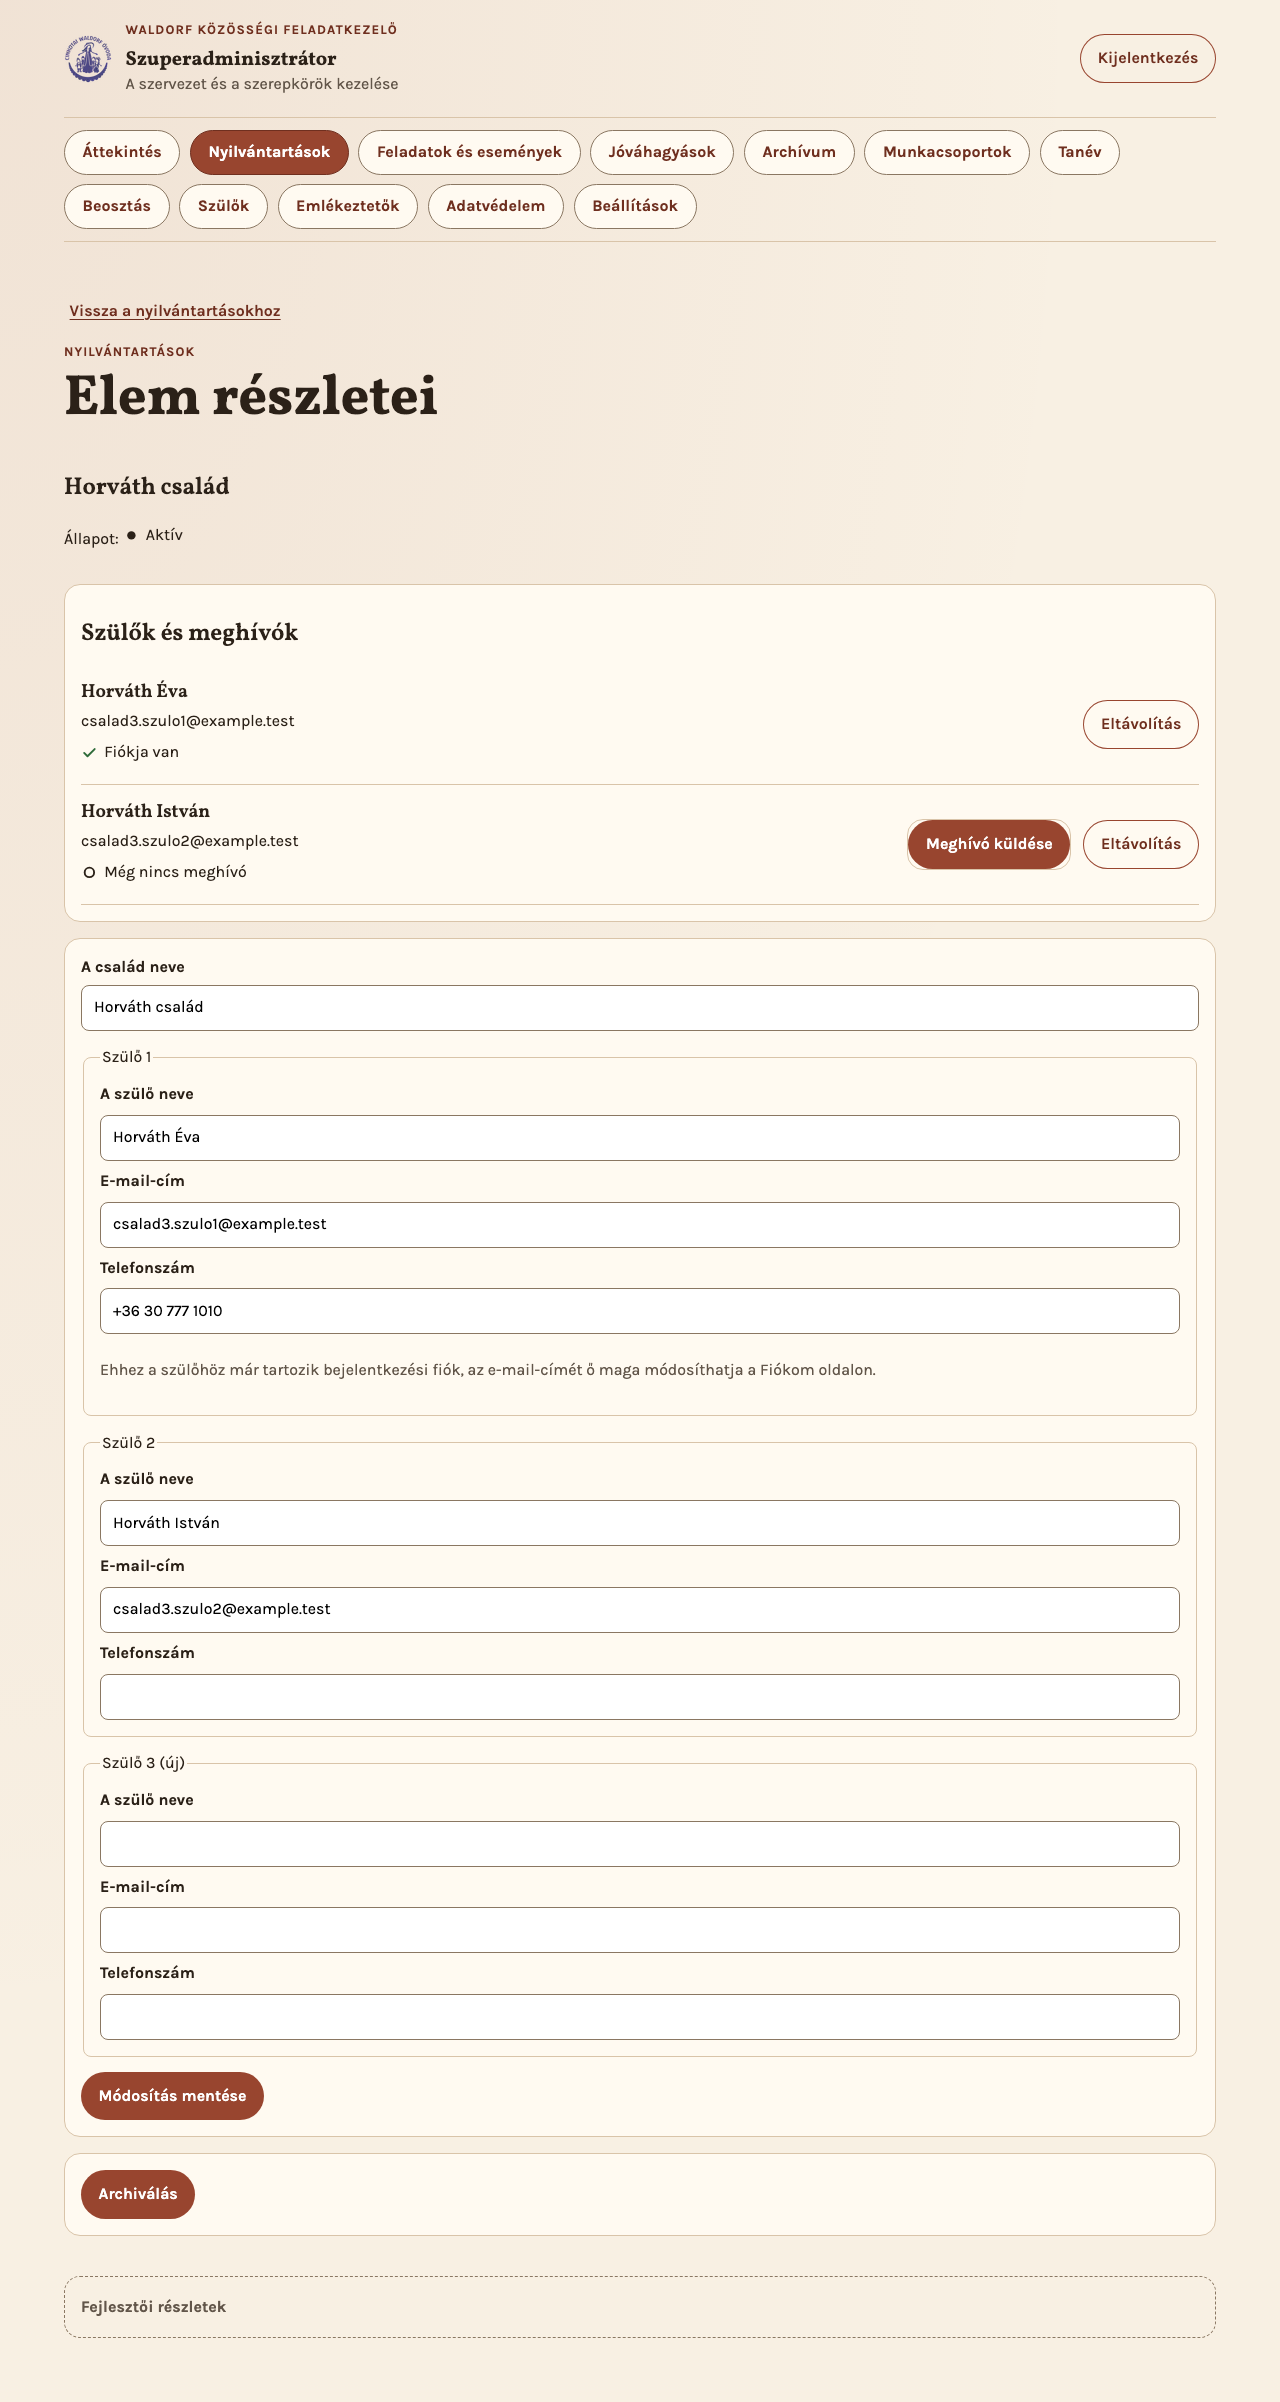 WALDORF KÖZÖSSÉGI FELADATKEZELŐ
Szuperadminisztrátor
A szervezet és a szerepkörök kezelése
Kijelentkezés
Áttekintés
Nyilvántartások
Feladatok és események
Jóváhagyások
Archívum
Munkacsoportok
Tanév
Beosztás
Szülők
Emlékeztetők
Adatvédelem
Beállítások
Vissza a nyilvántartásokhoz
NYILVÁNTARTÁSOK
Elem részletei
Horváth család
Állapot: Aktív
Szülők és meghívók
Horváth Éva
csalad3.szulo1@example.test
Fiókja van
Eltávolítás
Horváth István
csalad3.szulo2@example.test
Még nincs meghívó
Meghívó küldése
Eltávolítás
A család neve
Horváth család
Szülő 1
A szülő neve
Horváth Éva
E-mail-cím
csalad3.szulo1@example.test
Telefonszám
+36 30 777 1010
Ehhez a szülőhöz már tartozik bejelentkezési fiók, az e-mail-címét ő maga módosíthatja a Fiókom oldalon.
Szülő 2
A szülő neve
Horváth István
E-mail-cím
csalad3.szulo2@example.test
Telefonszám
Szülő 3 (új)
A szülő neve
E-mail-cím
Telefonszám
Módosítás mentése
Archiválás
Fejlesztői részletek